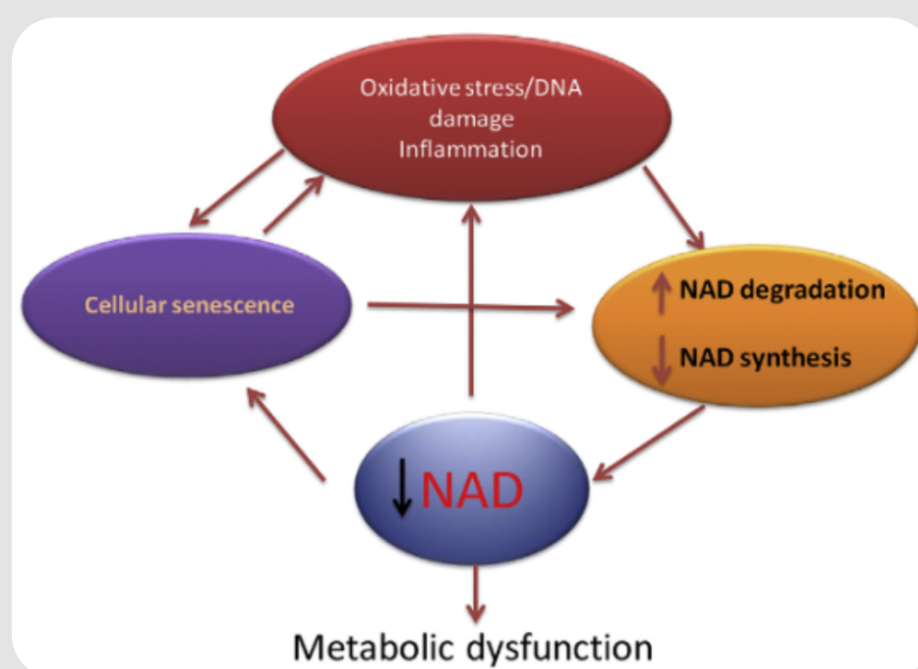 Oxidative stress/DNA
damage
Inflammation
Cellular senescence
NAD degradation
NAD synthesis
NAD
Metabolic dysfunction